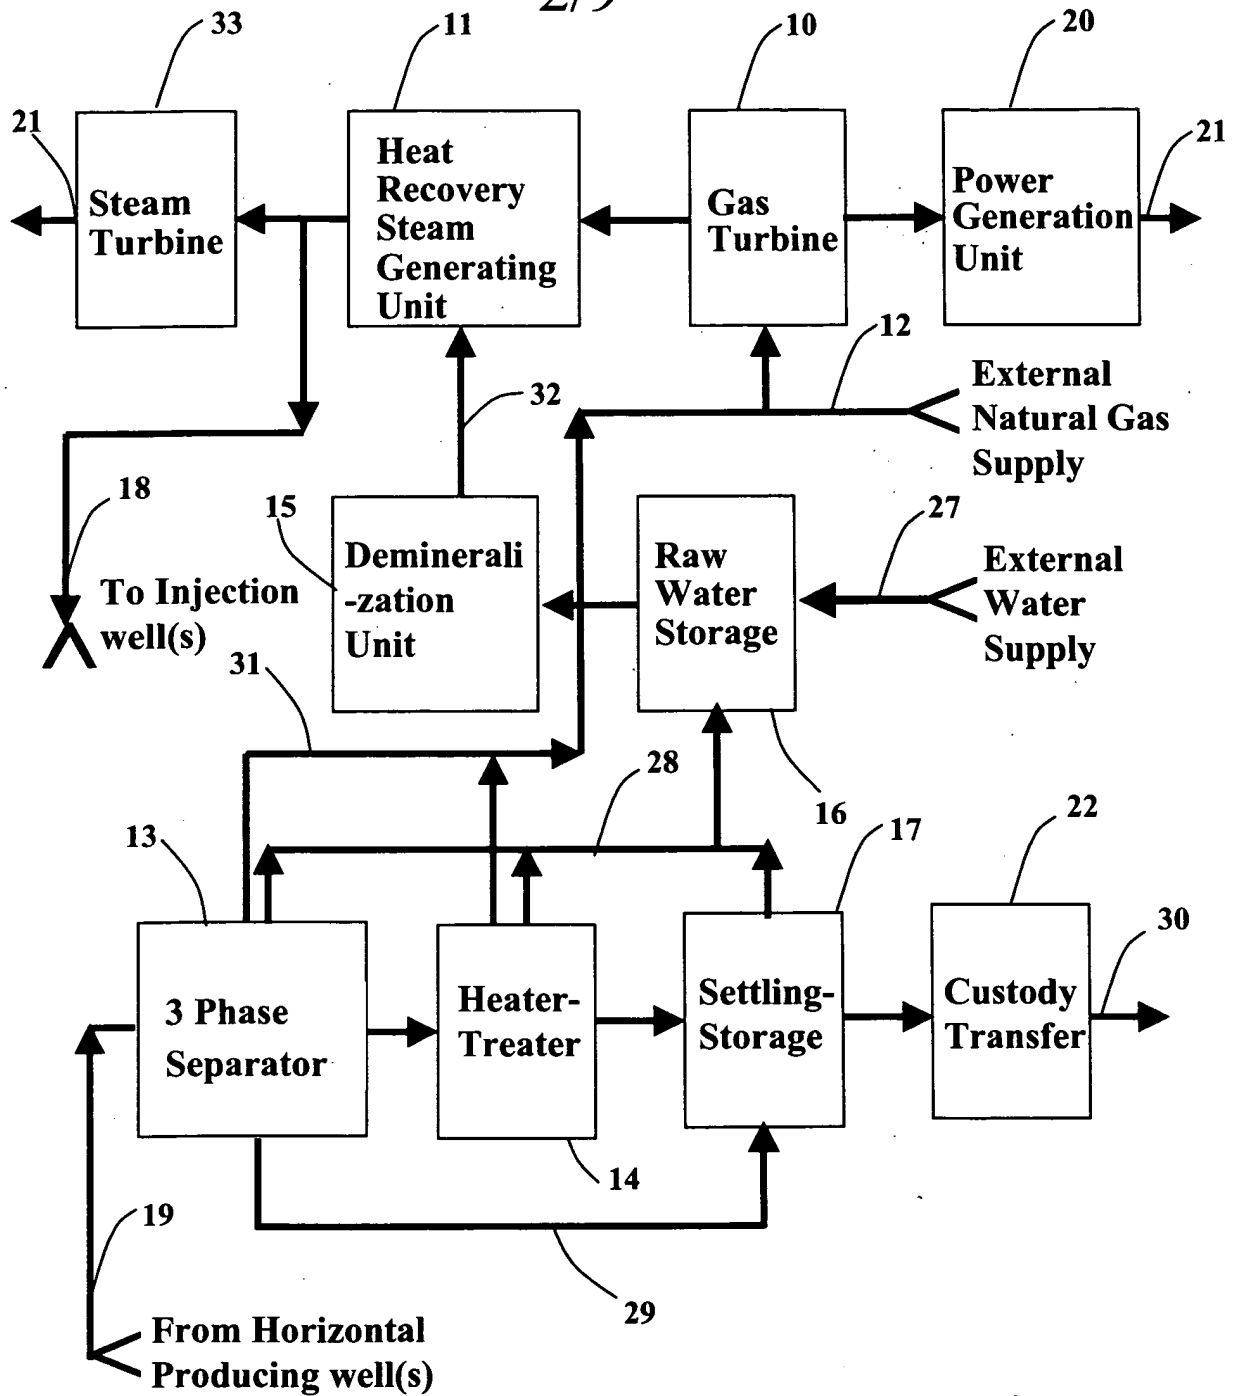 33
11
10
20
21
21
Steam
Turbine
Heat
Recovery
Steam
Generating
Unit
Gas
Turbine
Power
Generation
Unit
12
External
Natural Gas
Supply
32
18
15
27
Deminerali
-zation
Unit
Raw
Water
Storage
External
Water
Supply
To Injection
well(s)
31
28
16
13
17
22
30
3 Phase
Separator
Heater-
Treater
Settling-
Storage
Custody
Transfer
14
19
29
From Horizontal
Producing well(s)